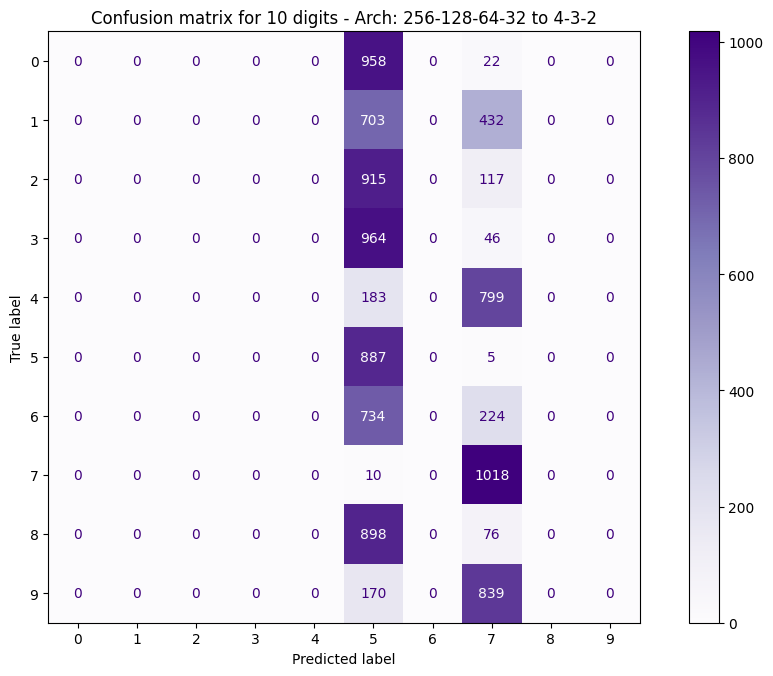 Confusion matrix for 10 digits - Arch: 256-128-64-32 to 4-3-2
True label
0 0 0 0 0 0 958 0 22 0 0
1 0 0 0 0 0 703 0 432 0 0
2 0 0 0 0 0 915 0 117 0 0
3 0 0 0 0 0 964 0 46 0 0
4 0 0 0 0 0 183 0 799 0 0
5 0 0 0 0 0 887 0 5 0 0
6 0 0 0 0 0 734 0 224 0 0
7 0 0 0 0 0 10 0 1018 0 0
8 0 0 0 0 0 898 0 76 0 0
9 0 0 0 0 0 170 0 839 0 0
0 1 2 3 4 5 6 7 8 9
Predicted label
1000
800
600
400
200
0